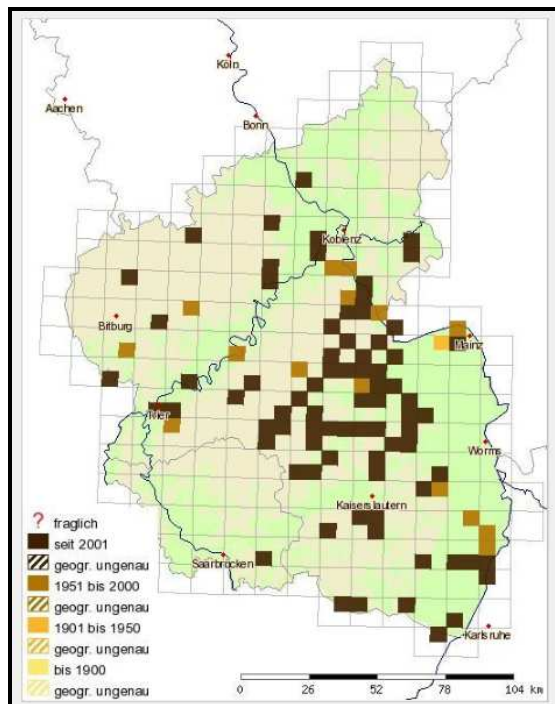 Köln
Aachen
Bonn
Koblenz
Bitburg
Mainz
Trier
Worms
Kaiserslautern
Saarbrücken
Karlsruhe
? fraglich
seit 2001
geogr. ungenau
1951 bis 2000
geogr. ungenau
1901 bis 1950
geogr. ungenau
bis 1900
geogr. ungenau
0 26 52 78 104 km